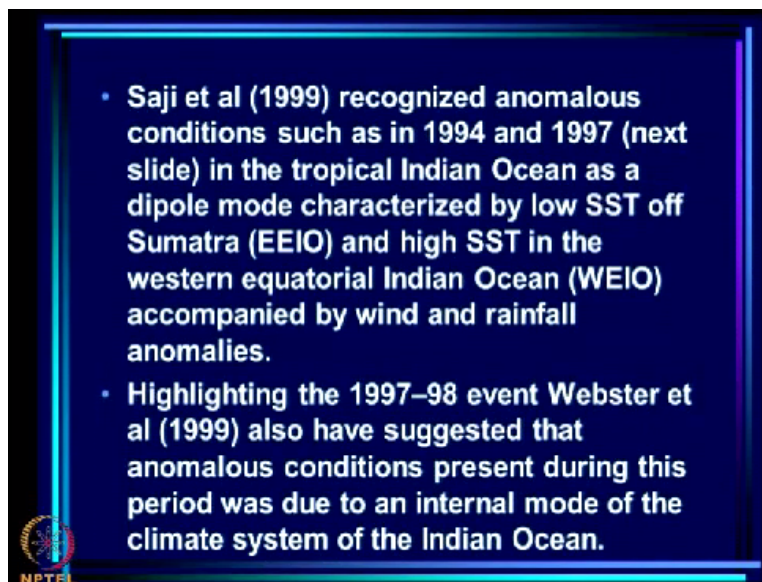 • Saji et al (1999) recognized anomalous
conditions such as in 1994 and 1997 (next
slide) in the tropical Indian Ocean as a
dipole mode characterized by low SST off
Sumatra (EEIO) and high SST in the
western equatorial Indian Ocean (WEIO)
accompanied by wind and rainfall
anomalies.
• Highlighting the 1997–98 event Webster et
al (1999) also have suggested that
anomalous conditions present during this
period was due to an internal mode of the
climate system of the Indian Ocean.
NPTEL